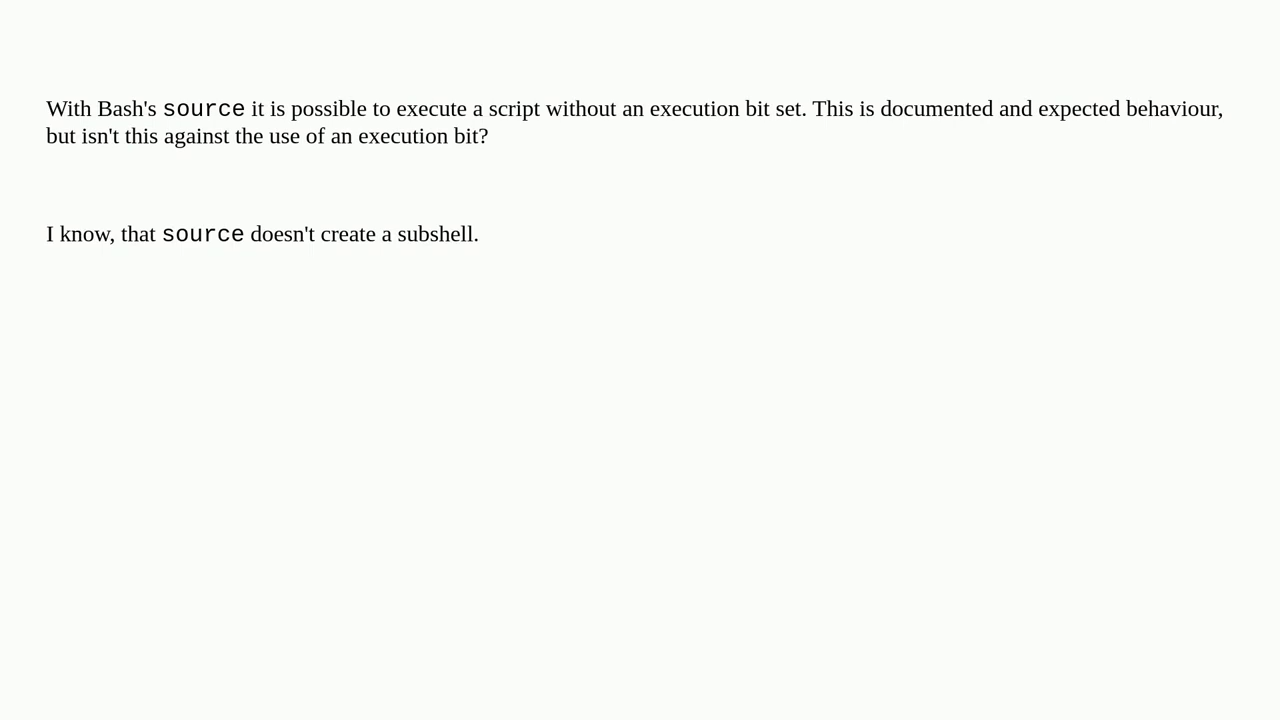 With Bash's source it is possible to execute a script without an execution bit set. This is documented and expected behaviour,
but isn't this against the use of an execution bit?
I know, that source doesn't create a subshell.